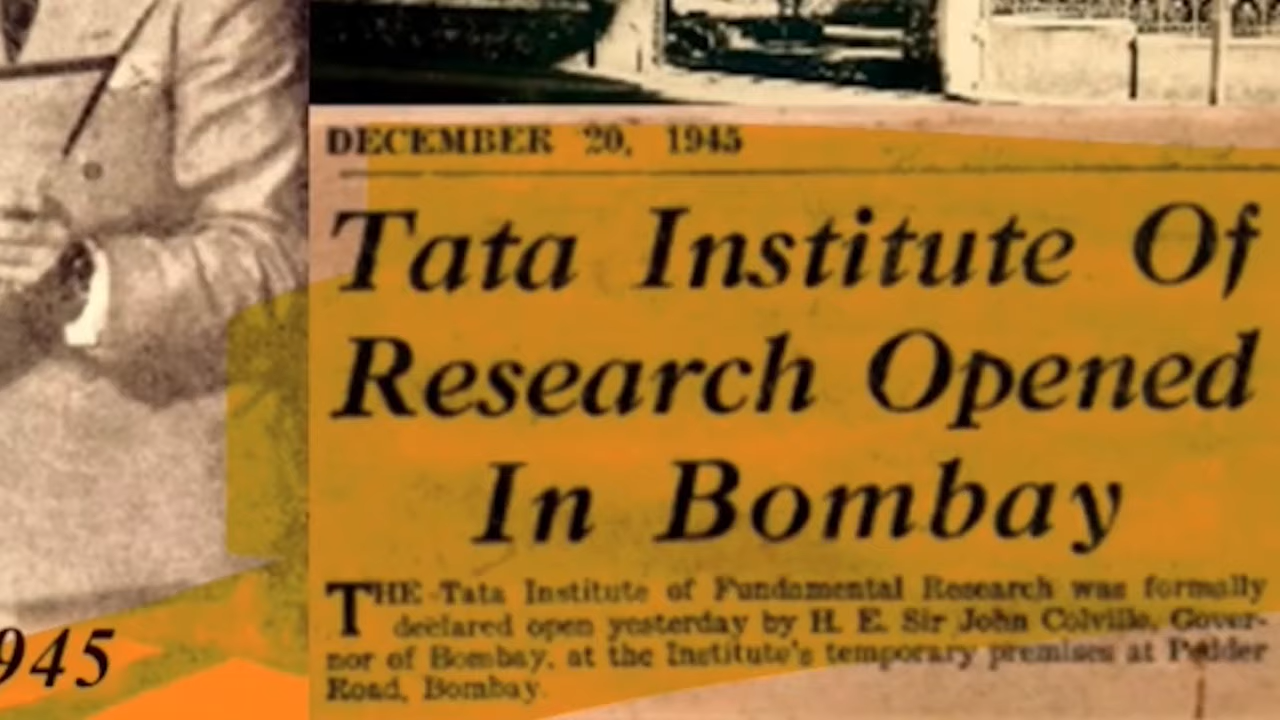 DECEMBER 20, 1945
Tata Institute Of
Research Opened
In Bombay
THE Tata Institute of Fundamental Research was formally
declared open yesterday by H. E. Sir John Colville, Gover-
nor of Bombay, at the Institute's temporary premises at Pedder
Road, Bombay.
945